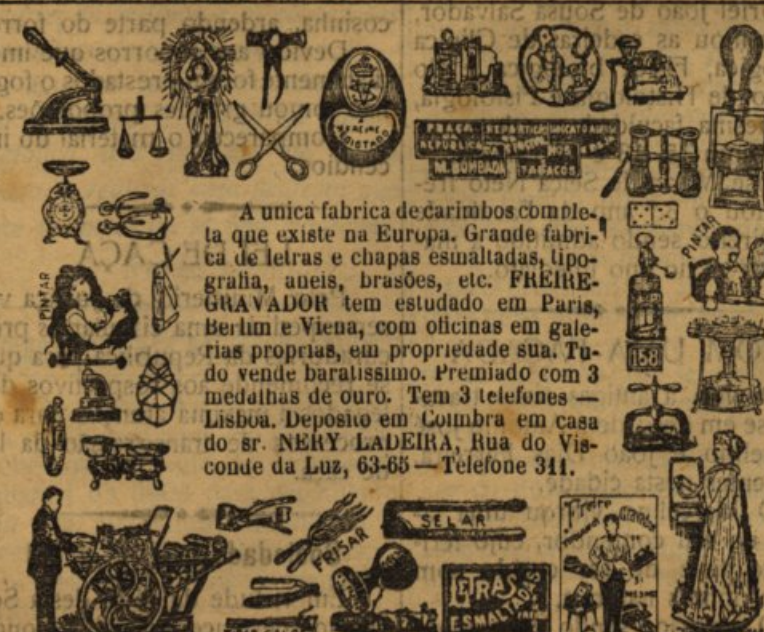 FREIRE
REGISTADO
PRAÇA
REPUBLICA
M. BOMBADA
TABACOS
A unica fabrica de carimbos comple-
ta que existe na Europa. Grande fabri-
ca de letras e chapas esmaltadas, tipo-
grafia, aneis, brasões, etc. FREIRE-
GRAVADOR tem estudado em Paris,
Berlim e Viena, com oficinas em gale-
rias proprias, em propriedade sua. Tu-
do vende baratissimo. Premiado com 3
medalhas de ouro. Tem 3 telefones —
Lisboa. Deposito em Coimbra em casa
do sr. NERY LADEIRA, Rua do Vis-
conde da Luz, 63-65 — Telefone 311.
PINTAR
PINTAR
158
FRISAR
SELAR
Freire
Gravador
LETRAS
ESMALTADAS